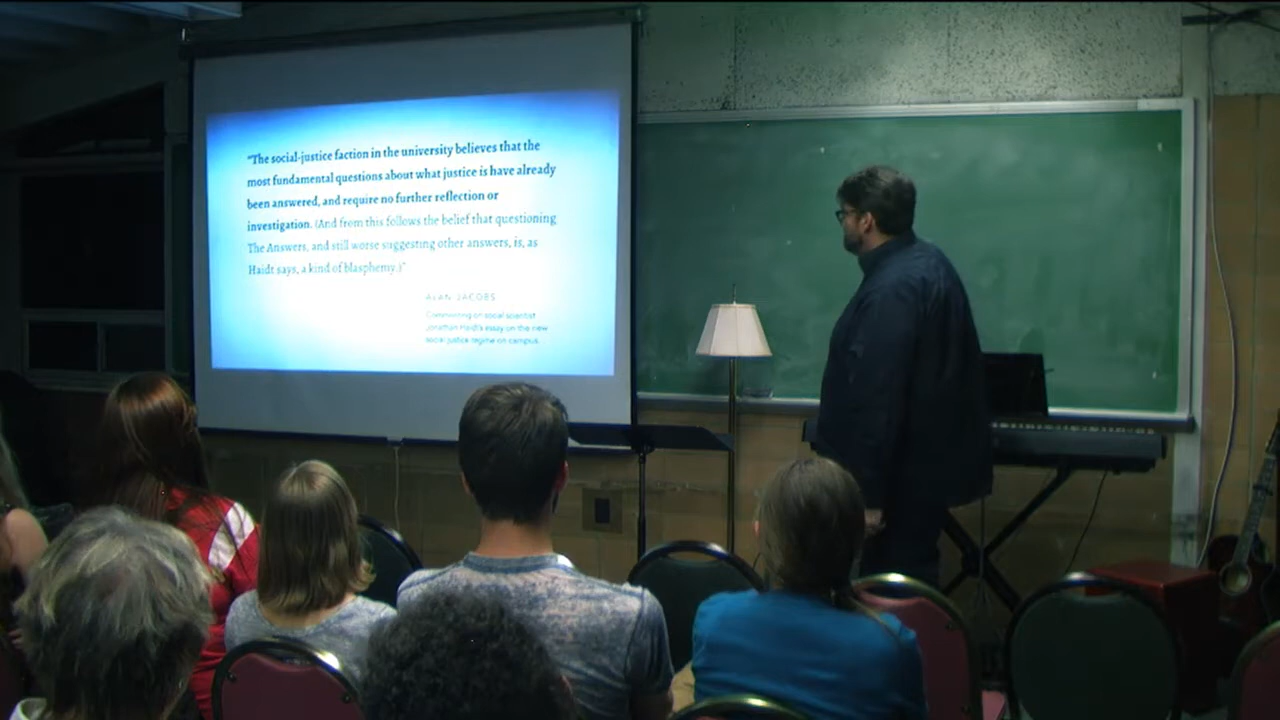 “The social-justice faction in the university believes that the
most fundamental questions about what justice is have already
been answered, and require no further reflection or
investigation. (And from this follows the belief that questioning
The Answers, and still worse suggesting other answers, is, as
Haidt says, a kind of blasphemy.)”
ALAN JACOBS
Commenting on social scientist
Jonathan Haidt's essay on the new
social justice regime on campus.